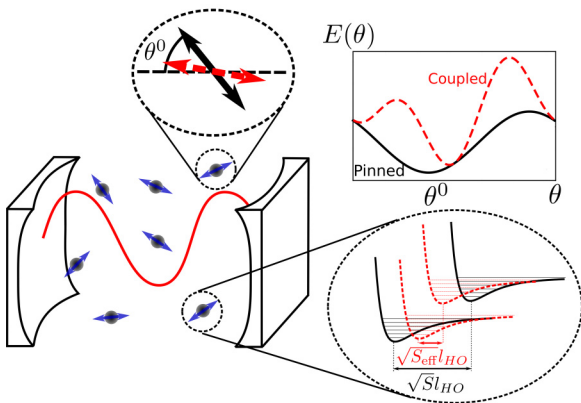 θ⁰
E(θ)
Coupled
Pinned
θ⁰
θ
√S_eff l_HO
√S l_HO